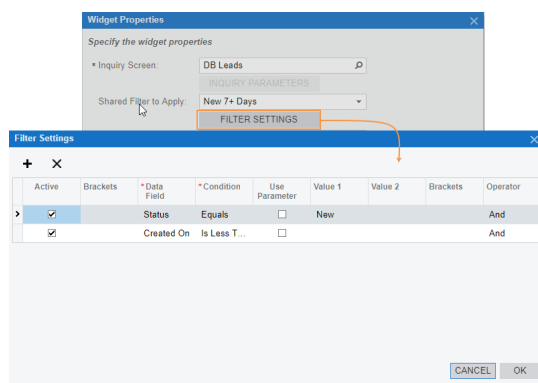 Widget Properties
Specify the widget properties
* Inquiry Screen: DB Leads
INQUIRY PARAMETERS
Shared Filter to Apply: New 7+ Days
FILTER SETTINGS
Filter Settings
Active Brackets * Data Field * Condition Use Parameter Value 1 Value 2 Brackets Operator
Status Equals New And
Created On Is Less T... And
CANCEL OK